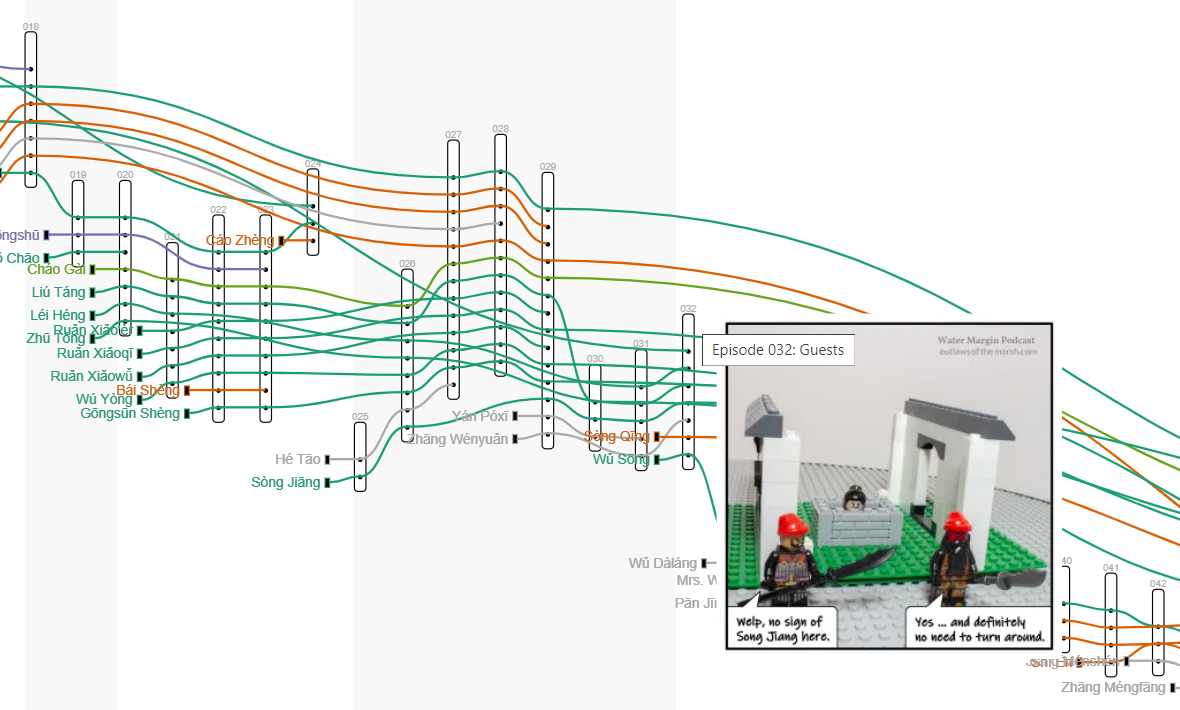 018
019
020
021
022
023
024
025
026
027
028
029
030
031
032
ongshū
Chāo
Cháo Gài
Liú Táng
Léi Héng
Zhū Tóng
Ruǎn Xiǎoèr
Ruǎn Xiǎoqī
Ruǎn Xiǎowǔ
Wú Yòng
Bái Shèng
Gōngsūn Shèng
Cáo Zhèng
Hé Tāo
Sòng Jiāng
Yán Póxī
Zhāng Wényuǎn
Sòng Qīng
Wǔ Sōng
Wǔ Dàláng
Mrs. W
Pān Jī
Episode 032: Guests
Water Margin Podcast
outlawsofthemarsh.com
Welp, no sign of
Song Jiang here.
Yes ... and definitely
no need to turn around.
40
041
042
Zhāng Méngfāng